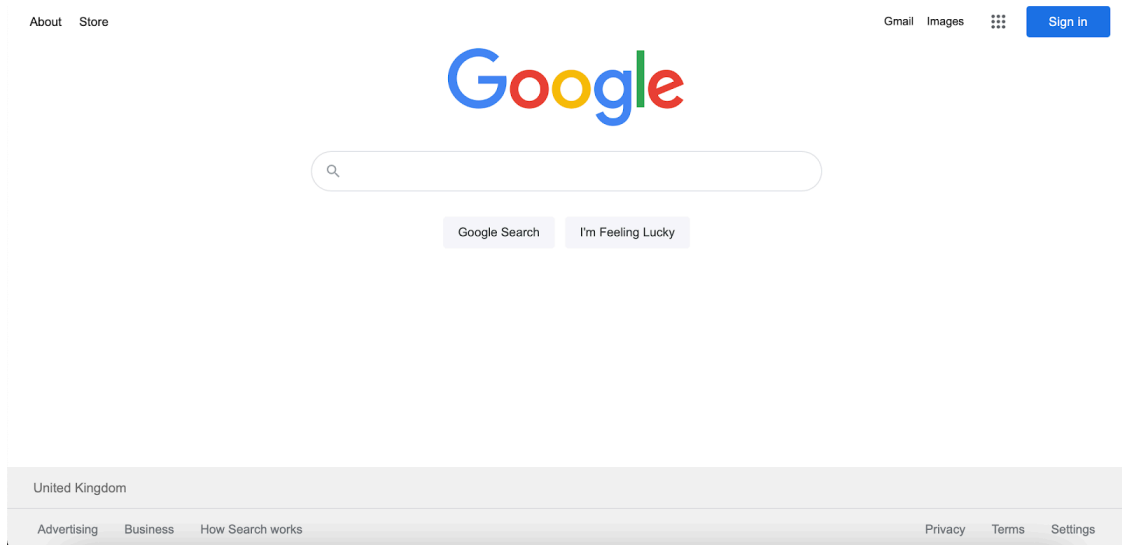 About Store Gmail Images Sign in
Google
Google Search I'm Feeling Lucky
United Kingdom
Advertising Business How Search works Privacy Terms Settings